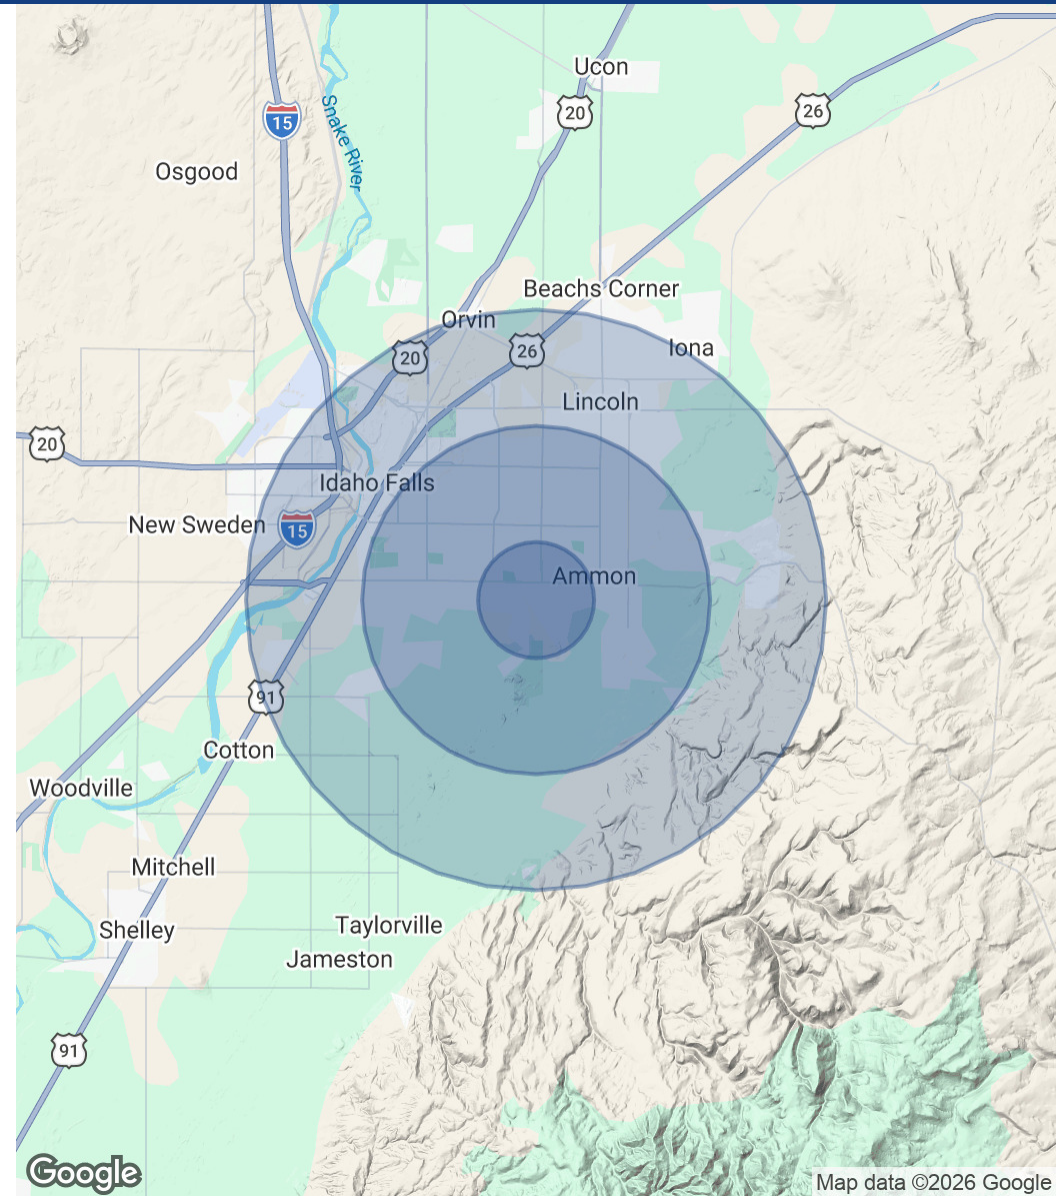 Ucon
20
26
15
Snake River
Osgood
Beachs Corner
Orvin
26
20
Iona
Lincoln
20
Idaho Falls
New Sweden
15
Ammon
91
Cotton
Woodville
Mitchell
Shelley
Taylorville
Jameston
91
Google
Map data ©2026 Google